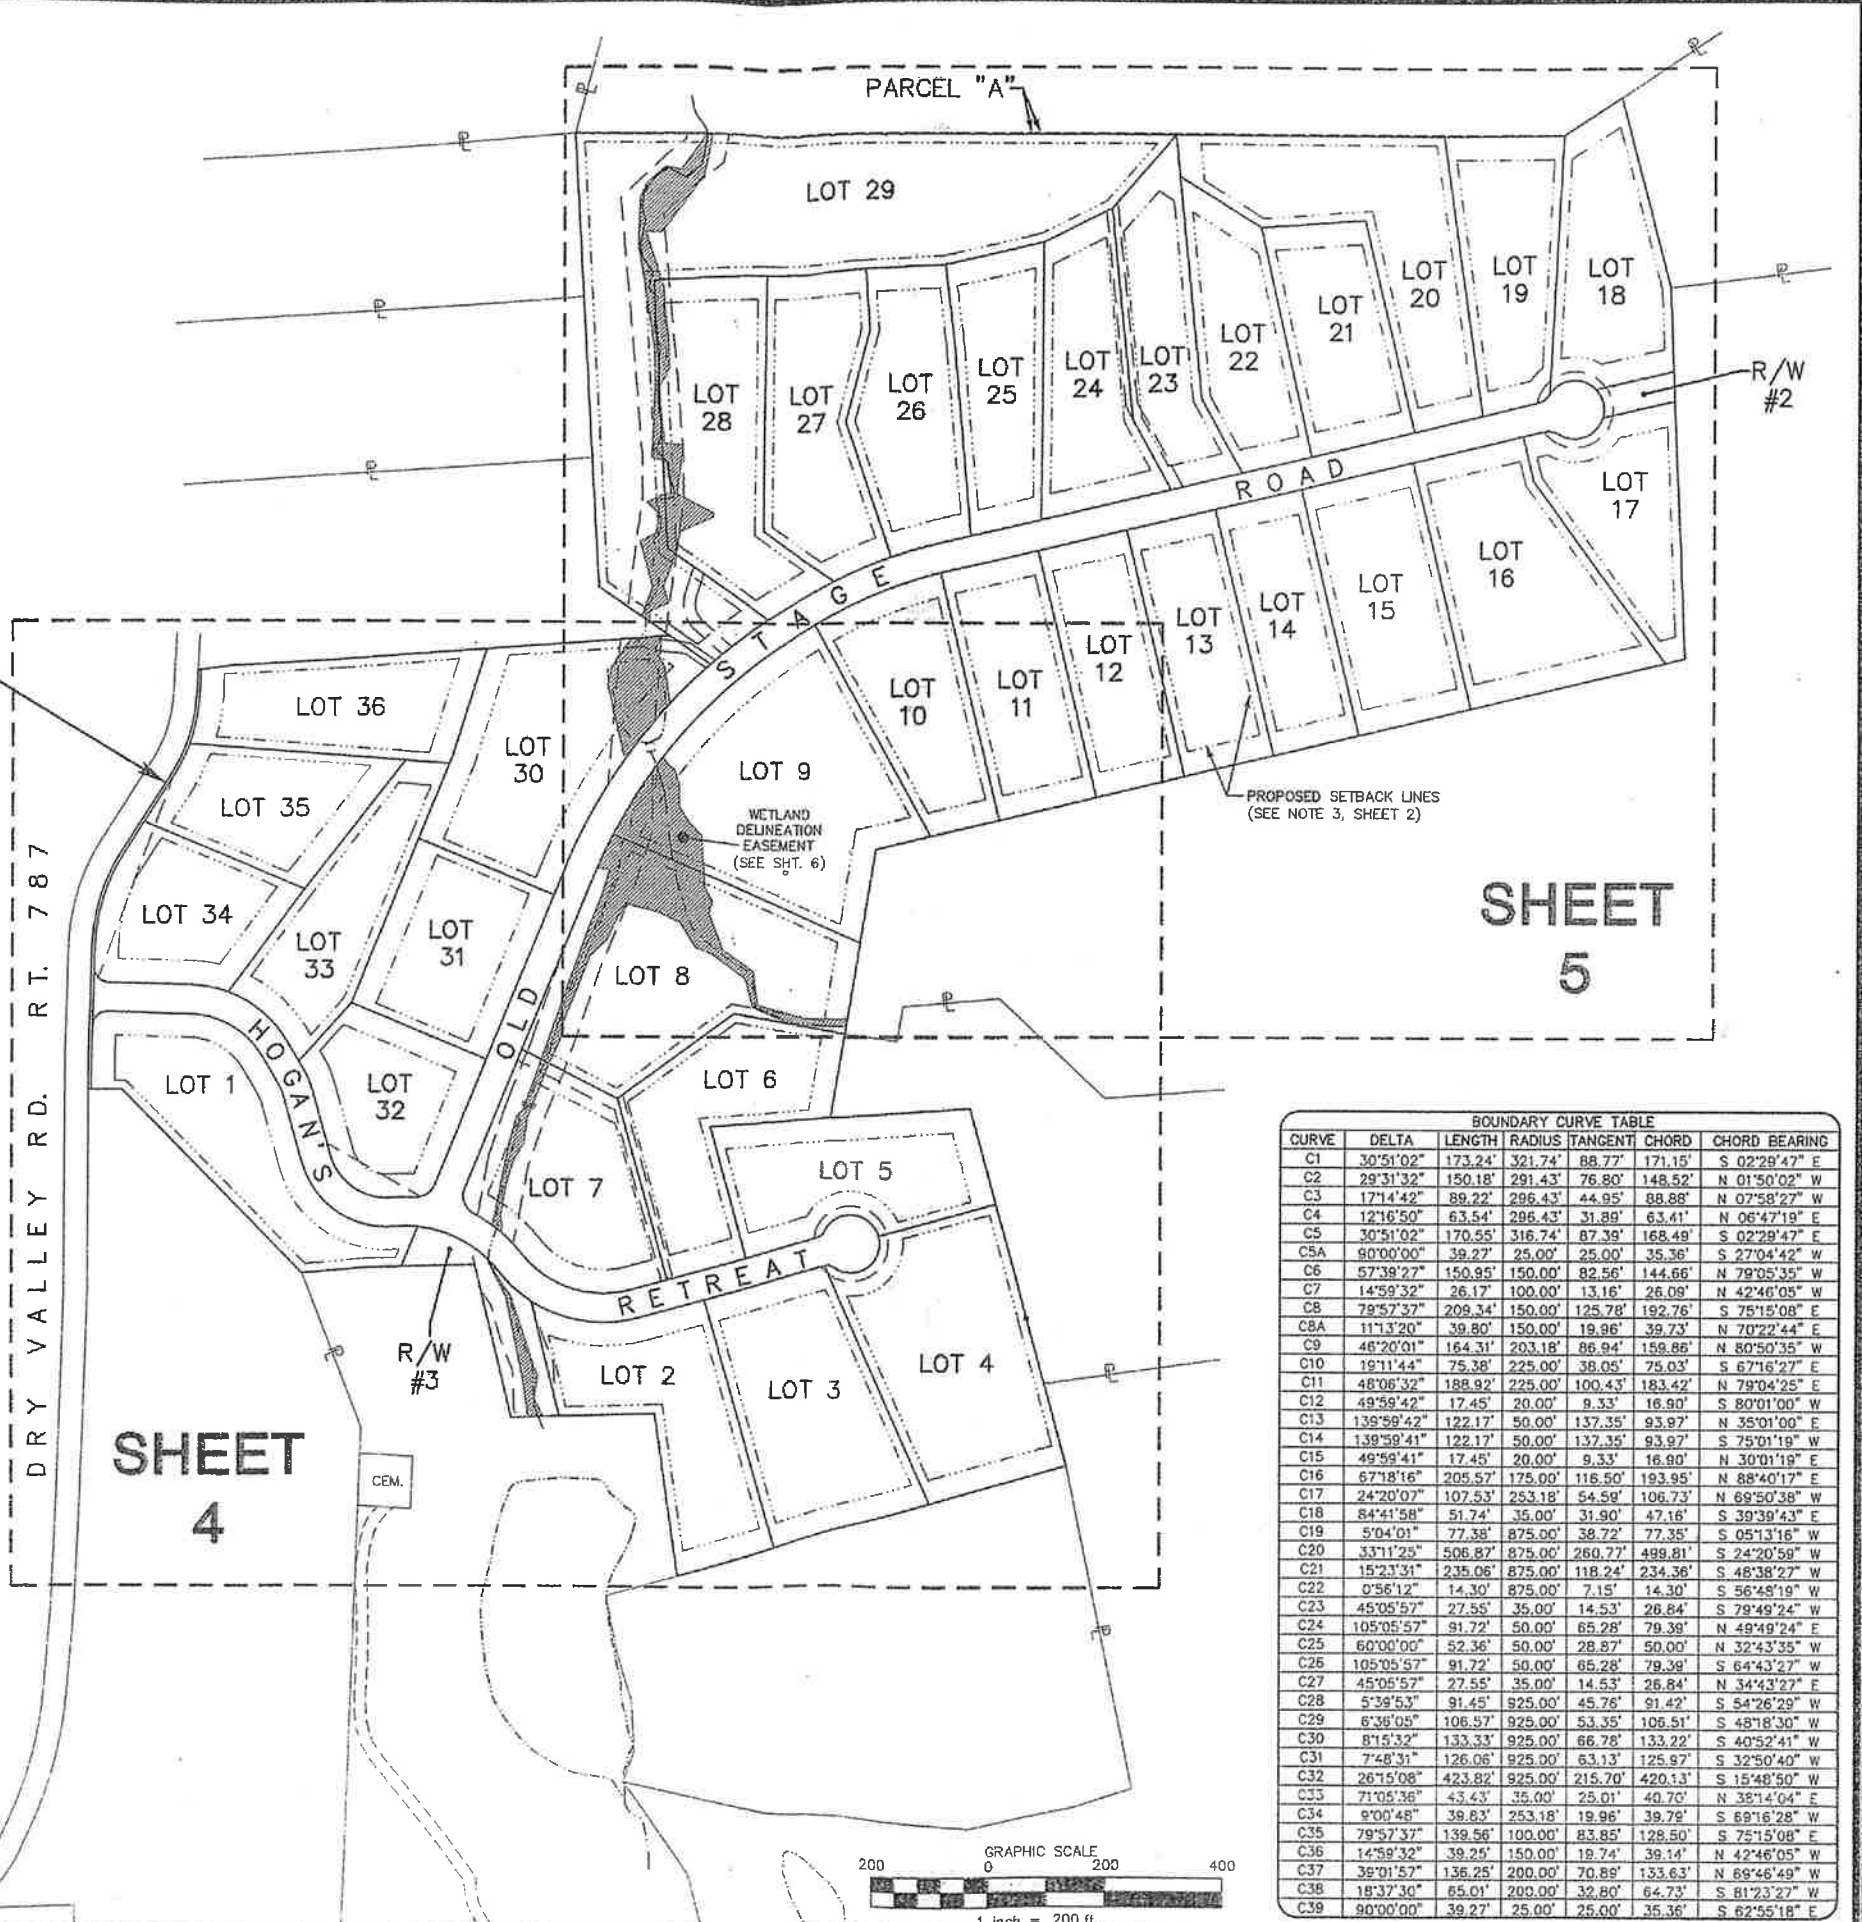 PARCEL "A"
LOT 29
LOT 28
LOT 27
LOT 26
LOT 25
LOT 24
LOT 23
LOT 22
LOT 21
LOT 20
LOT 19
LOT 18
R/W #2
LOT 17
LOT 16
LOT 15
LOT 14
LOT 13
LOT 12
LOT 11
LOT 10
OLD STAGE ROAD
LOT 36
LOT 35
LOT 34
LOT 33
LOT 30
LOT 31
LOT 32
LOT 9
WETLAND
DELINEATION
EASEMENT
(SEE SHT. 6)
PROPOSED SETBACK LINES
(SEE NOTE 3, SHEET 2)
SHEET
5
LOT 8
LOT 1
LOT 6
LOT 7
LOT 5
HOGAN'S RETREAT
LOT 2
LOT 3
LOT 4
R/W
#3
DRY VALLEY RD. RT. 787
SHEET
4
CEM.
BOUNDARY CURVE TABLE
CURVE DELTA LENGTH RADIUS TANGENT CHORD CHORD BEARING
C1 30°51'02" 173.24' 321.74' 88.77' 171.15' S 02°29'47" E
C2 29°31'32" 150.18' 291.43' 76.80' 148.52' N 01°50'02" W
C3 17°14'42" 89.22' 296.43' 44.95' 88.88' N 07°58'27" W
C4 12°16'50" 63.54' 296.43' 31.89' 63.41' N 06°47'19" E
C5 30°51'02" 170.55' 316.74' 87.39' 168.49' S 02°29'47" E
C5A 90°00'00" 39.27' 25.00' 25.00' 35.36' S 27°04'42" W
C6 57°39'27" 150.95' 150.00' 82.56' 144.66' N 79°05'35" W
C7 14°59'32" 26.17' 100.00' 13.16' 26.09' N 42°46'05" W
C8 79°57'37" 209.34' 150.00' 125.78' 192.76' S 75°15'08" E
C8A 11°13'20" 39.80' 150.00' 19.96' 39.73' N 70°22'44" E
C9 46°20'01" 164.31' 203.18' 86.94' 159.86' N 80°50'35" W
C10 19°11'44" 75.38' 225.00' 38.05' 75.03' S 67°16'27" E
C11 48°06'32" 188.92' 225.00' 100.43' 183.42' N 79°04'25" E
C12 49°59'42" 17.45' 20.00' 9.33' 16.90' S 80°01'00" W
C13 139°59'42" 122.17' 50.00' 137.35' 93.97' N 35°01'00" E
C14 139°59'41" 122.17' 50.00' 137.35' 93.97' S 75°01'19" W
C15 49°59'41" 17.45' 20.00' 9.33' 16.90' N 30°01'19" E
C16 67°18'16" 205.57' 175.00' 116.50' 193.95' N 88°40'17" E
C17 24°20'07" 107.53' 253.18' 54.59' 106.73' N 69°50'38" W
C18 84°41'58" 51.74' 35.00' 31.90' 47.16' S 39°39'43" E
C19 5°04'01" 77.38' 875.00' 38.72' 77.35' S 05°13'16" W
C20 33°11'25" 506.87' 875.00' 260.77' 499.81' S 24°20'59" W
C21 15°23'31" 235.06' 875.00' 118.24' 234.36' S 48°38'27" W
C22 0°56'12" 14.30' 875.00' 7.15' 14.30' S 56°48'19" W
C23 45°05'57" 27.55' 35.00' 14.53' 26.84' S 79°49'24" W
C24 105°05'57" 91.72' 50.00' 65.28' 79.39' N 49°49'24" E
C25 60°00'00" 52.36' 50.00' 28.87' 50.00' N 32°43'35" W
C26 105°05'57" 91.72' 50.00' 65.28' 79.39' S 64°43'27" W
C27 45°05'57" 27.55' 35.00' 14.53' 26.84' N 34°43'27" E
C28 5°39'53" 91.45' 925.00' 45.76' 91.42' S 54°26'29" W
C29 6°36'05" 106.57' 925.00' 53.35' 106.51' S 48°18'30" W
C30 8°15'32" 133.33' 925.00' 66.78' 133.22' S 40°52'41" W
C31 7°48'31" 126.06' 925.00' 63.13' 125.97' S 32°50'40" W
C32 26°15'08" 423.82' 925.00' 215.70' 420.13' S 15°48'50" W
C33 71°05'36" 43.43' 35.00' 25.01' 40.70' N 38°14'04" E
C34 9°00'48" 39.83' 253.18' 19.96' 39.79' S 69°16'28" W
C35 79°57'37" 139.56' 100.00' 83.85' 128.50' S 75°15'08" E
C36 14°59'32" 39.25' 150.00' 19.74' 39.14' N 42°46'05" W
C37 39°01'57" 136.25' 200.00' 70.89' 133.63' N 69°46'49" W
C38 18°37'30" 65.01' 200.00' 32.80' 64.73' S 81°23'27" W
C39 90°00'00" 39.27' 25.00' 25.00' 35.36' S 62°55'18" E
GRAPHIC SCALE
200 0 200 400
1 inch = 200 ft